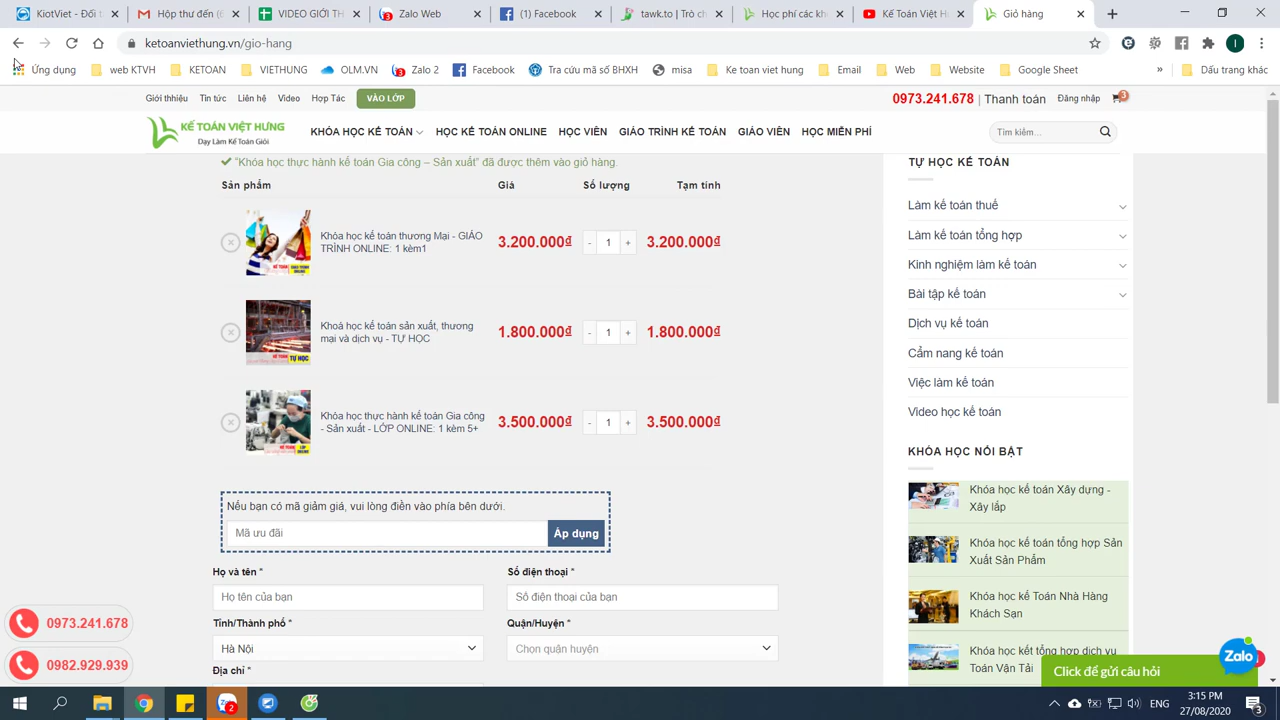 KiotViet - Đi
Hộp thư đến (
VIDEO GIỚI T
Zalo Web
(1) Facebook
tawk.to | Trò c
Học phí các kh
Kế Toán Việt H
Giỏ hàng
ketoanviethung.vn/gio-hang
Ứng dụng
web KTVH
KETOAN
VIETHUNG
OLM.VN
Zalo 2
Facebook
Tra cứu mã số BHXH
misa
Ke toan viet hung
Email
Web
Website
Google Sheet
»
Dấu trang khác
Giới thhiệu
Tin tức
Liên hệ
Video
Hợp Tác
VÀO LỚP
0973.241.678 | Thanh toán
Đăng nhập
3
KẾ TOÁN VIỆT HƯNG
Dạy Làm Kế Toán Giỏi.
KHÓA HỌC KẾ TOÁN
HỌC KẾ TOÁN ONLINE
HỌC VIÊN
GIÁO TRÌNH KẾ TOÁN
GIÁO VIÊN
HỌC MIỄN PHÍ
Tìm kiếm...
"Khóa học thực hành kế toán Gia công – Sản xuất" đã được thêm vào giỏ hàng.
Sản phẩm
Giá
Số lượng
Tạm tính
Khóa học kế toán thương Mại - GIÁO
TRÌNH ONLINE: 1 kèm1
3.200.000₫
- 1 +
3.200.000₫
Khoá học kế toán sản xuất, thương
mại và dịch vụ - TỰ HỌC
1.800.000₫
- 1 +
1.800.000₫
TỰ HỌC
Khóa học thực hành kế toán Gia công
- Sản xuất - LỚP ONLINE: 1 kèm 5+
3.500.000₫
- 1 +
3.500.000₫
Nếu bạn có mã giảm giá, vui lòng điền vào phía bên dưới.
Mã ưu đãi
Áp dụng
Họ và tên *
Số điện thoại *
Họ tên của bạn
Số điện thoại của bạn
Tỉnh/Thành phố *
Quận/Huyện *
Hà Nội
Chọn quận huyện
Địa chỉ *
TỰ HỌC KẾ TOÁN
Làm kế toán thuế
Làm kế toán tổng hợp
Kinh nghiệm làm kế toán
Bài tập kế toán
Dịch vụ kế toán
Cẩm nang kế toán
Việc làm kế toán
Video học kế toán
KHÓA HỌC NỔI BẬT
Khóa học kế toán Xây dựng -
Xây lắp
Khóa học kế toán tổng hợp Sản
Xuất Sản Phẩm
Khóa học kế Toán Nhà Hàng
Khách Sạn
Khóa học kết tổng hợp dịch vụ
Toán Vận Tải
0973.241.678
0982.929.939
Zalo
Click để gửi câu hỏi
2
ENG
3:15 PM
27/08/2020
3